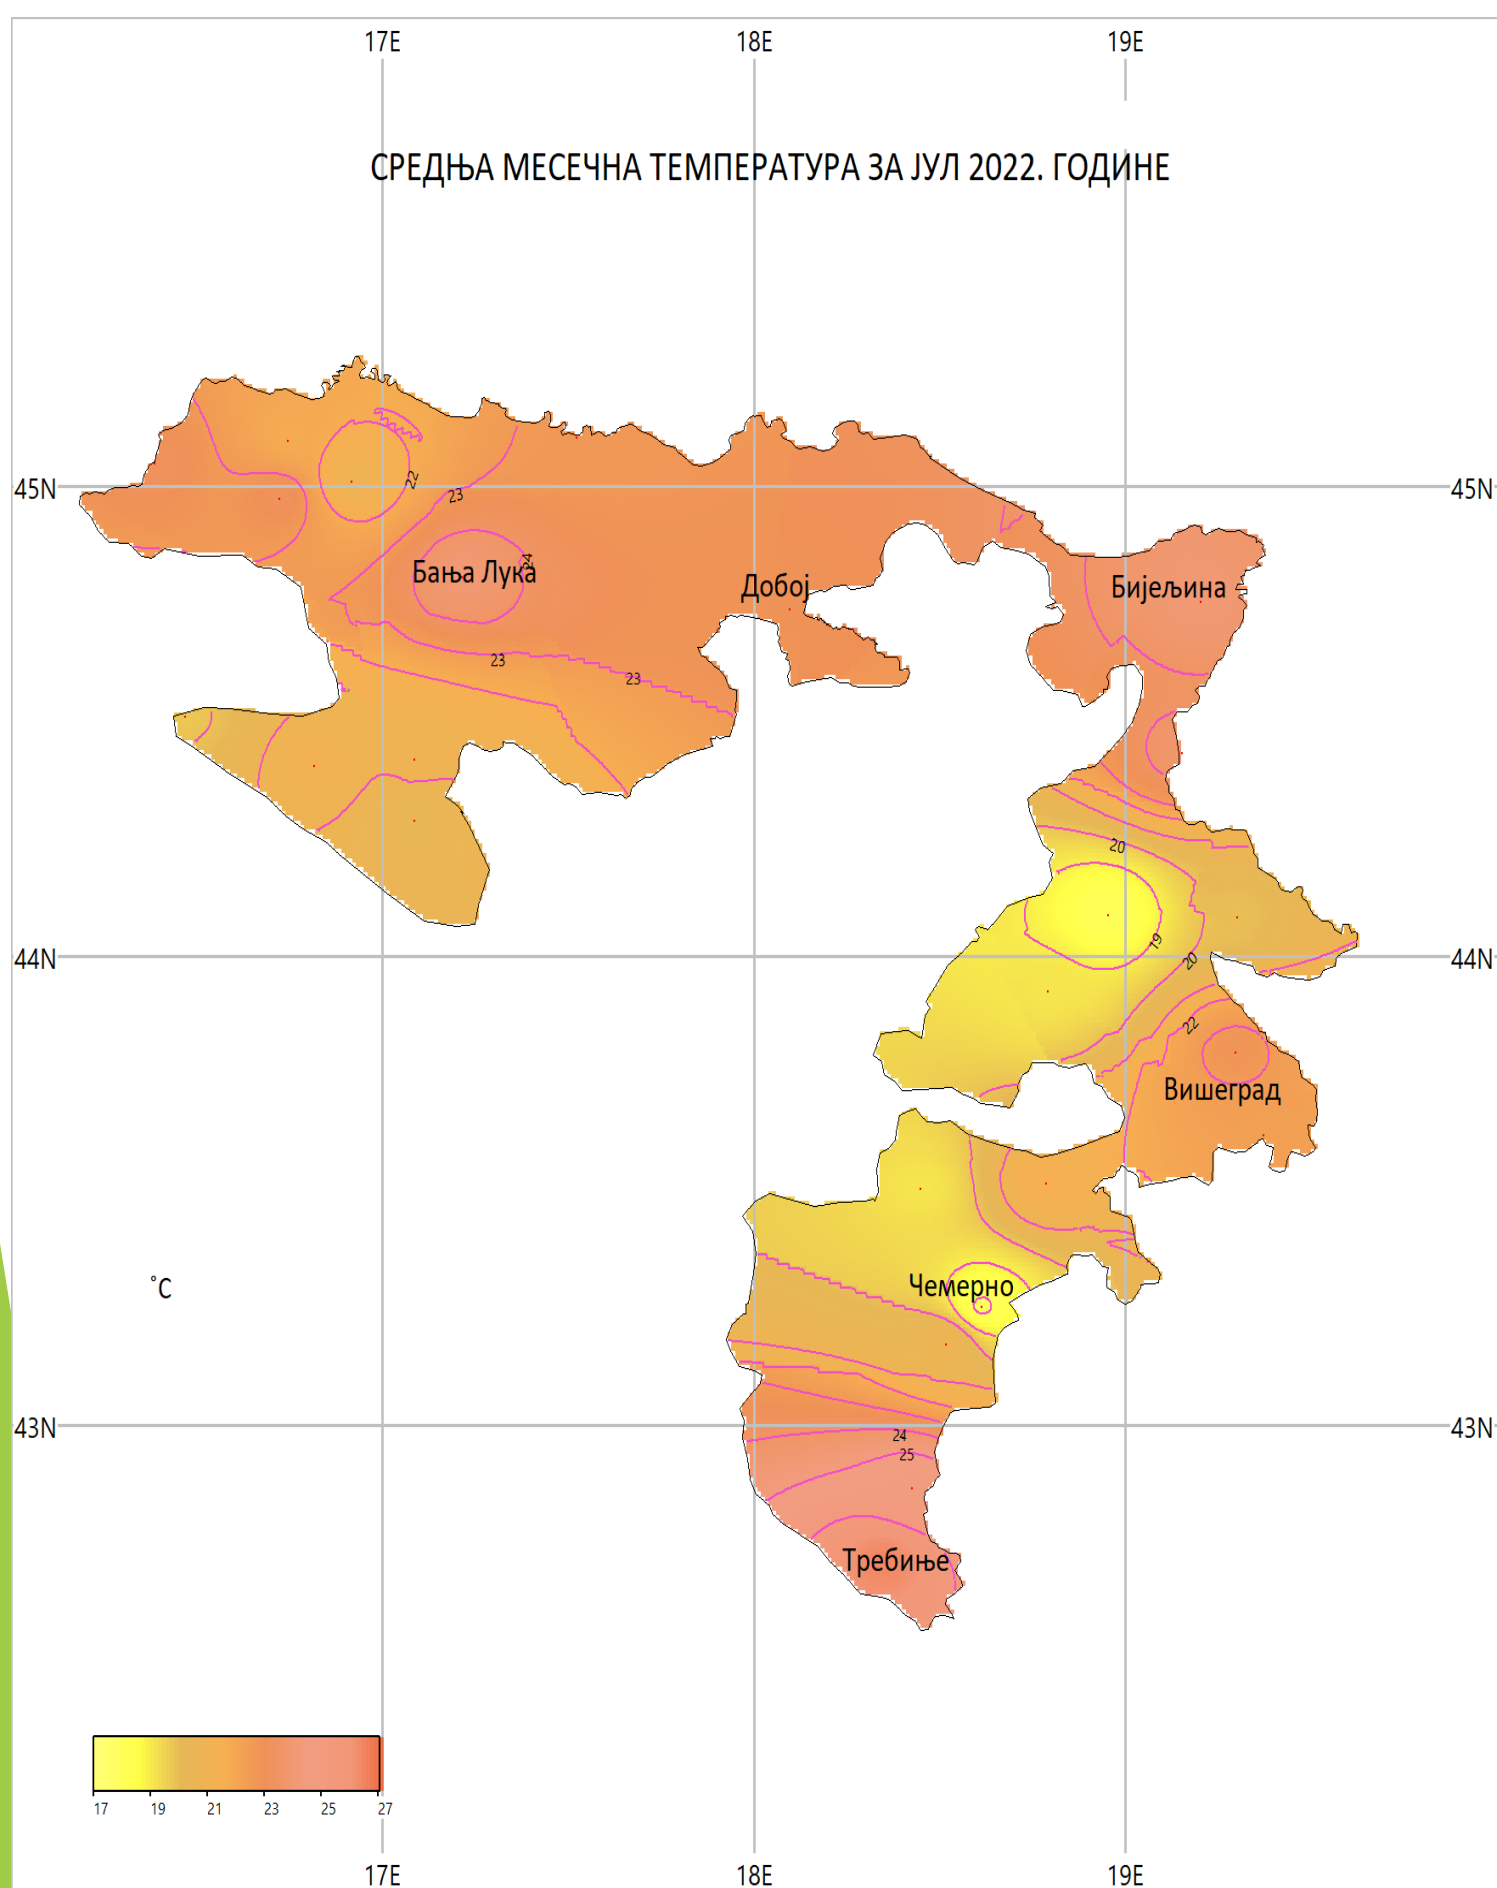 17E 18E 19E
СРЕДЊА МЕСЕЧНА ТЕМПЕРАТУРА ЗА ЈУЛ 2022. ГОДИНЕ
22
45N 45N
23
24
Бања Лука
Добој
Бијељина
23
23
20
19
44N 44N
20
22
Вишеград
Чемерно
˚C
43N 43N
24
25
Требиње
17 19 21 23 25 27
17E 18E 19E